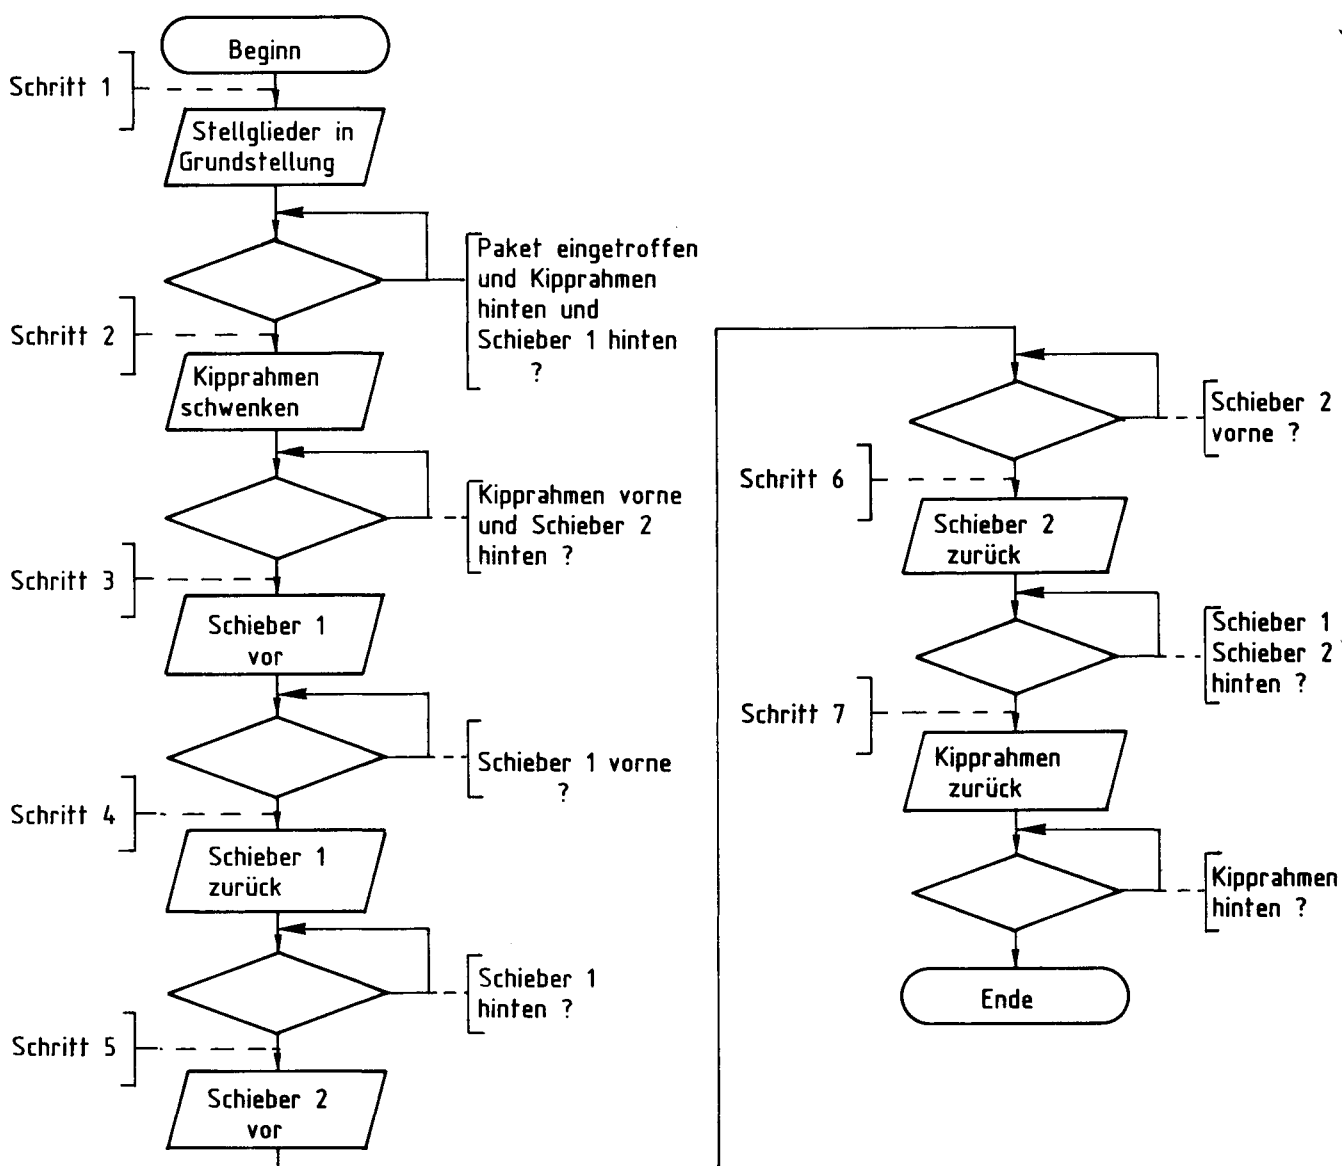 Beginn
Schritt 1
Stellglieder in
Grundstellung
Paket eingetroffen
und Kipprahmen
hinten und
Schieber 1 hinten
?
Schritt 2
Kipprahmen
schwenken
Kipprahmen vorne
und Schieber 2
hinten ?
Schritt 3
Schieber 1
vor
Schieber 1 vorne
?
Schritt 4
Schieber 1
zurück
Schieber 1
hinten ?
Schritt 5
Schieber 2
vor
Schieber 2
vorne ?
Schritt 6
Schieber 2
zurück
Schieber 1
Schieber 2
hinten ?
Schritt 7
Kipprahmen
zurück
Kipprahmen
hinten ?
Ende